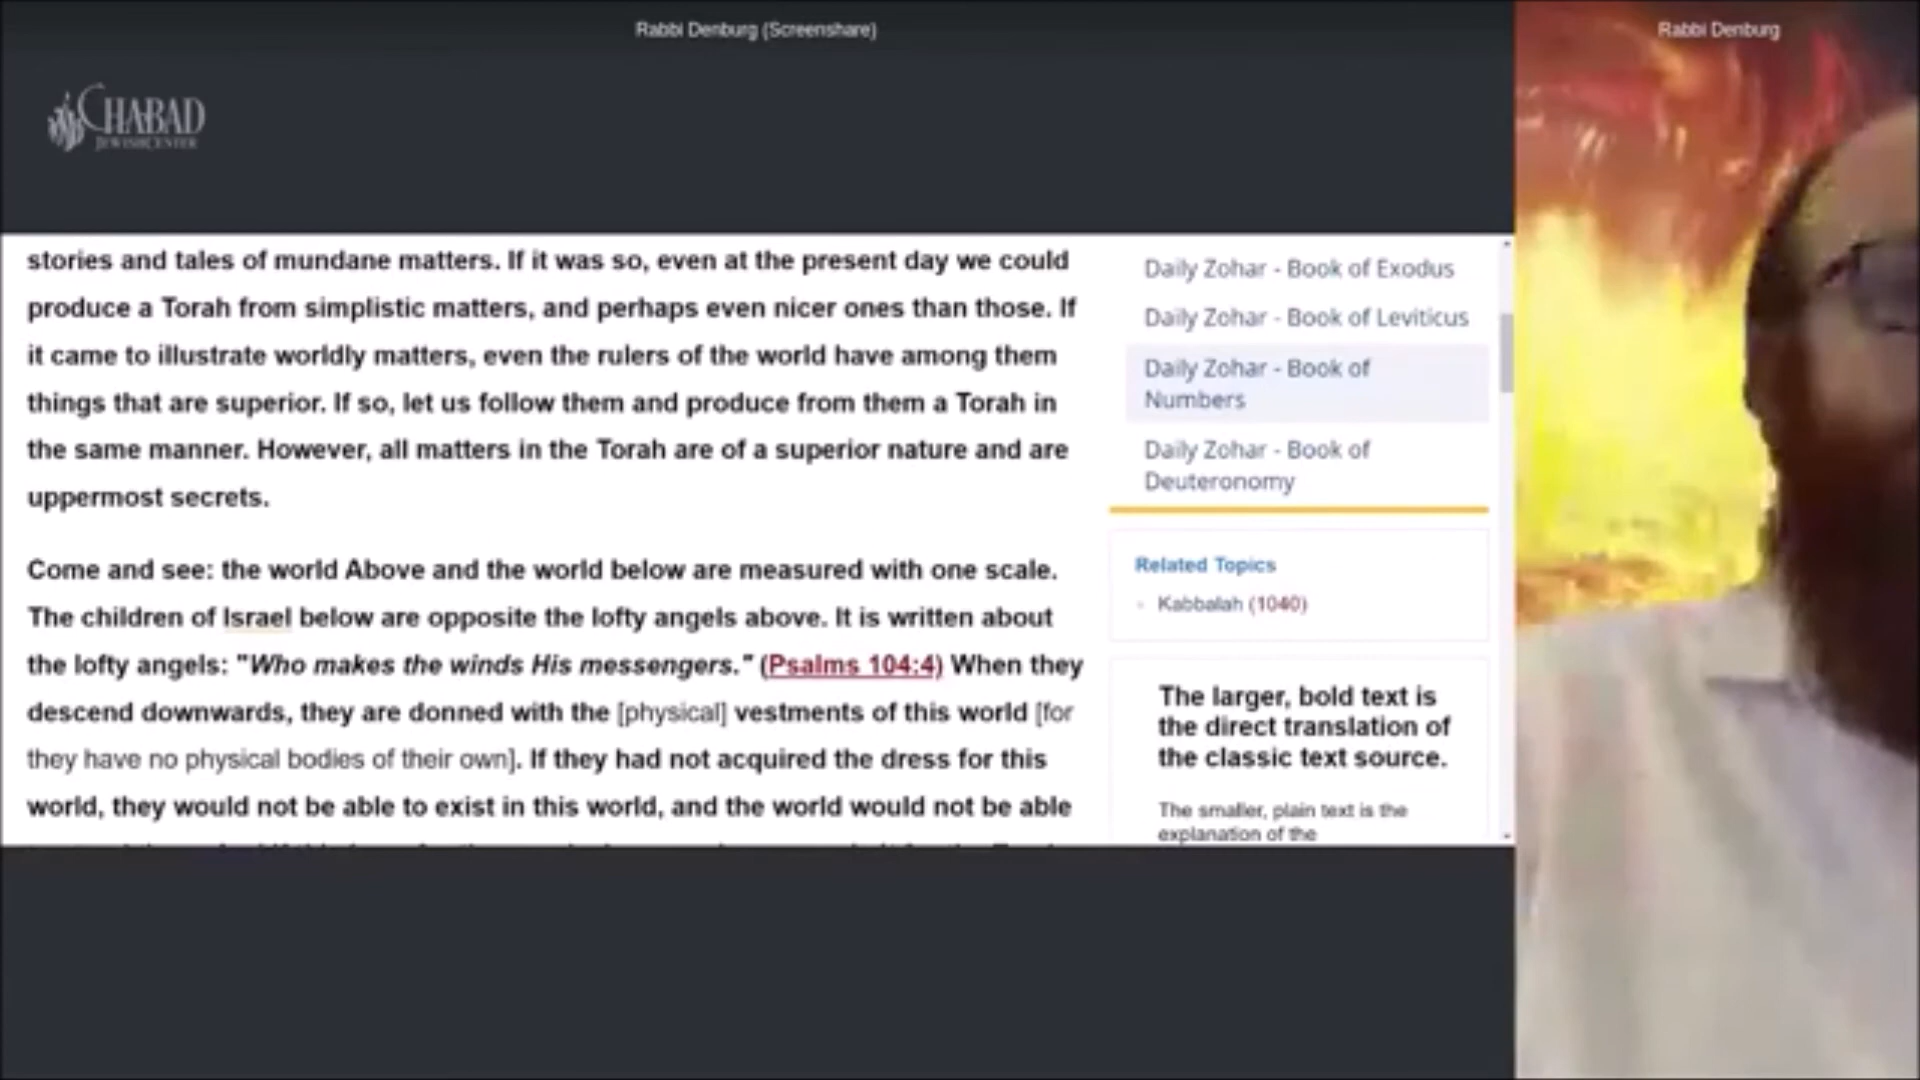 Rabbi Denburg (Screenshare)
Rabbi Denburg
CHABAD
JEWISHCENTER
stories and tales of mundane matters. If it was so, even at the present day we could
produce a Torah from simplistic matters, and perhaps even nicer ones than those. If
it came to illustrate worldly matters, even the rulers of the world have among them
things that are superior. If so, let us follow them and produce from them a Torah in
the same manner. However, all matters in the Torah are of a superior nature and are
uppermost secrets.
Come and see: the world Above and the world below are measured with one scale.
The children of Israel below are opposite the lofty angels above. It is written about
the lofty angels: "Who makes the winds His messengers." (Psalms 104:4) When they
descend downwards, they are donned with the [physical] vestments of this world [for
they have no physical bodies of their own]. If they had not acquired the dress for this
world, they would not be able to exist in this world, and the world would not be able
Daily Zohar - Book of Exodus
Daily Zohar - Book of Leviticus
Daily Zohar - Book of
Numbers
Daily Zohar - Book of
Deuteronomy
Related Topics
Kabbalah (1040)
The larger, bold text is
the direct translation of
the classic text source.
The smaller, plain text is the
explanation of the